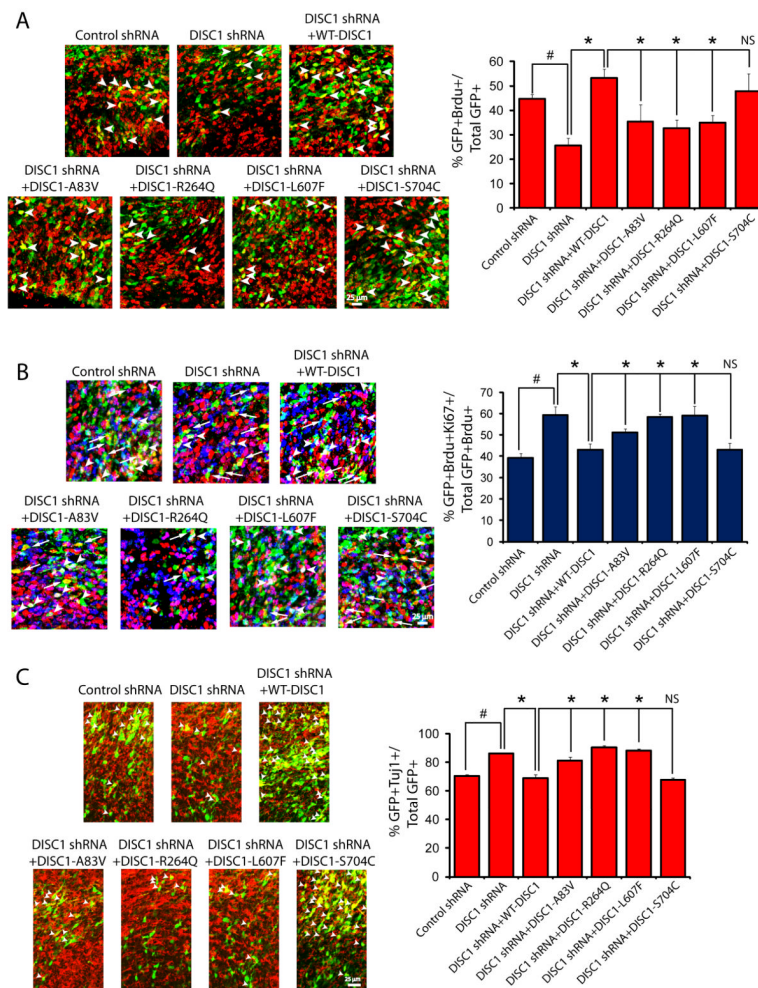 A
Control shRNA
DISC1 shRNA
DISC1 shRNA
+WT-DISC1
DISC1 shRNA
+DISC1-A83V
DISC1 shRNA
+DISC1-R264Q
DISC1 shRNA
+DISC1-L607F
DISC1 shRNA
+DISC1-S704C
25 µm
% GFP+Brdu+/
Total GFP+
70
60
50
40
30
20
10
0
#
*
*
*
*
NS
Control shRNA
DISC1 shRNA
DISC1 shRNA+WT-DISC1
DISC1 shRNA+DISC1-A83V
DISC1 shRNA+DISC1-R264Q
DISC1 shRNA+DISC1-L607F
DISC1 shRNA+DISC1-S704C
B
Control shRNA
DISC1 shRNA
DISC1 shRNA
+WT-DISC1
DISC1 shRNA
+DISC1-A83V
DISC1 shRNA
+DISC1-R264Q
DISC1 shRNA
+DISC1-L607F
DISC1 shRNA
+DISC1-S704C
25 µm
% GFP+Brdu+Ki67+/
Total GFP+Brdu+
70
60
50
40
30
20
10
0
#
*
*
*
*
NS
Control shRNA
DISC1 shRNA
DISC1 shRNA+WT-DISC1
DISC1 shRNA+DISC1-A83V
DISC1 shRNA+DISC1-R264Q
DISC1 shRNA+DISC1-L607F
DISC1 shRNA+DISC1-S704C
C
Control shRNA
DISC1 shRNA
DISC1 shRNA
+WT-DISC1
DISC1 shRNA
+DISC1-A83V
DISC1 shRNA
+DISC1-R264Q
DISC1 shRNA
+DISC1-L607F
DISC1 shRNA
+DISC1-S704C
25 µm
% GFP+Tuj1+/
Total GFP+
100
80
60
40
20
0
#
*
*
*
*
NS
Control shRNA
DISC1 shRNA
DISC1 shRNA+WT-DISC1
DISC1 shRNA+DISC1-A83V
DISC1 shRNA+DISC1-R264Q
DISC1 shRNA+DISC1-L607F
DISC1 shRNA+DISC1-S704C